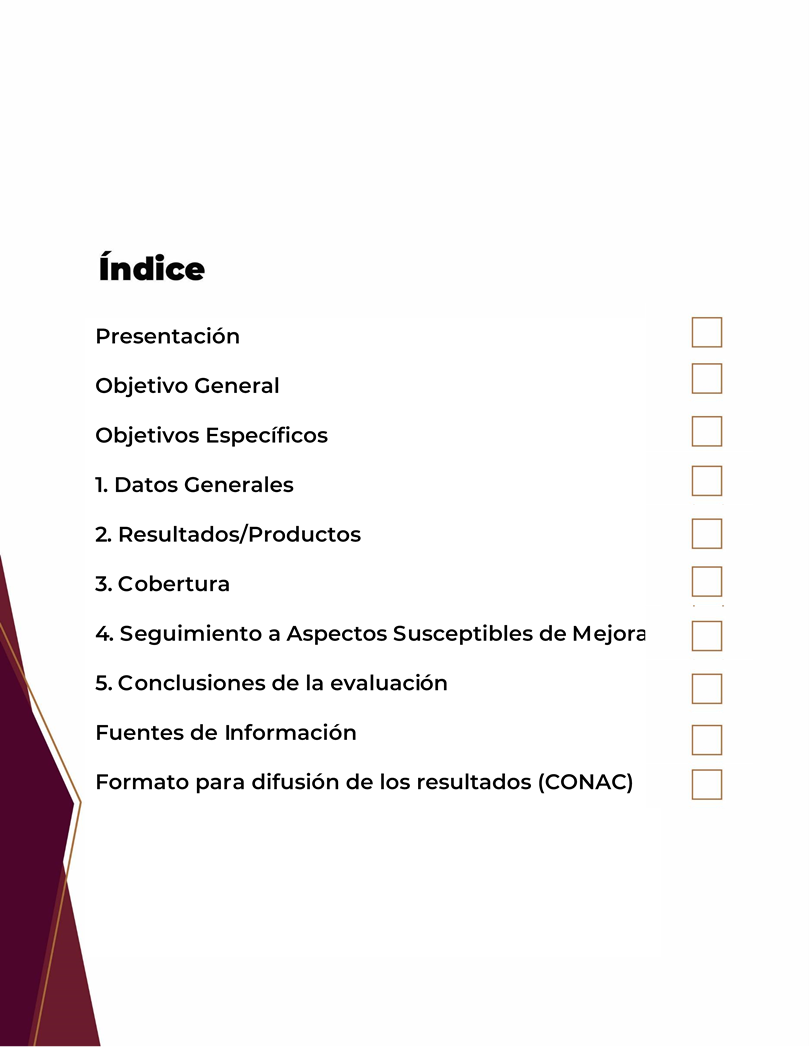 Índice
Presentación
Objetivo General
Objetivos Específicos
1. Datos Generales
2. Resultados/Productos
3. Cobertura
4. Seguimiento a Aspectos Susceptibles de Mejora
5. Conclusiones de la evaluación
Fuentes de Información
Formato para difusión de los resultados (CONAC)